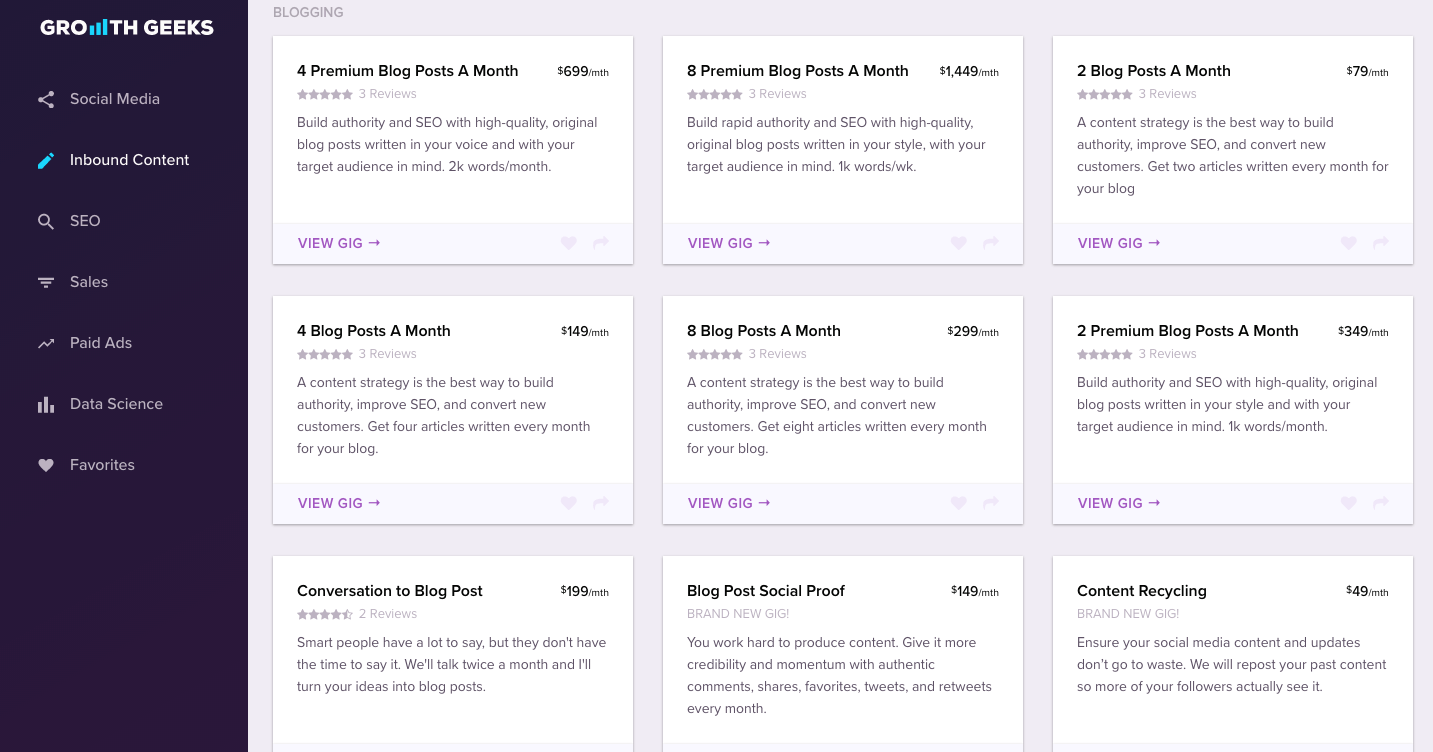 GROWTH GEEKS
Social Media
Inbound Content
SEO
Sales
Paid Ads
Data Science
Favorites
BLOGGING
4 Premium Blog Posts A Month
$699/mth
3 Reviews
Build authority and SEO with high-quality, original
blog posts written in your voice and with your
target audience in mind. 2k words/month.
VIEW GIG →
8 Premium Blog Posts A Month
$1,449/mth
3 Reviews
Build rapid authority and SEO with high-quality,
original blog posts written in your style, with your
target audience in mind. 1k words/wk.
VIEW GIG →
2 Blog Posts A Month
$79/mth
3 Reviews
A content strategy is the best way to build
authority, improve SEO, and convert new
customers. Get two articles written every month for
your blog
VIEW GIG →
4 Blog Posts A Month
$149/mth
3 Reviews
A content strategy is the best way to build
authority, improve SEO, and convert new
customers. Get four articles written every month
for your blog.
VIEW GIG →
8 Blog Posts A Month
$299/mth
3 Reviews
A content strategy is the best way to build
authority, improve SEO, and convert new
customers. Get eight articles written every month
for your blog.
VIEW GIG →
2 Premium Blog Posts A Month
$349/mth
3 Reviews
Build authority and SEO with high-quality, original
blog posts written in your style and with your
target audience in mind. 1k words/month.
VIEW GIG →
Conversation to Blog Post
$199/mth
2 Reviews
Smart people have a lot to say, but they don't have
the time to say it. We'll talk twice a month and I'll
turn your ideas into blog posts.
Blog Post Social Proof
$149/mth
BRAND NEW GIG!
You work hard to produce content. Give it more
credibility and momentum with authentic
comments, shares, favorites, tweets, and retweets
every month.
Content Recycling
$49/mth
BRAND NEW GIG!
Ensure your social media content and updates
don't go to waste. We will repost your past content
so more of your followers actually see it.